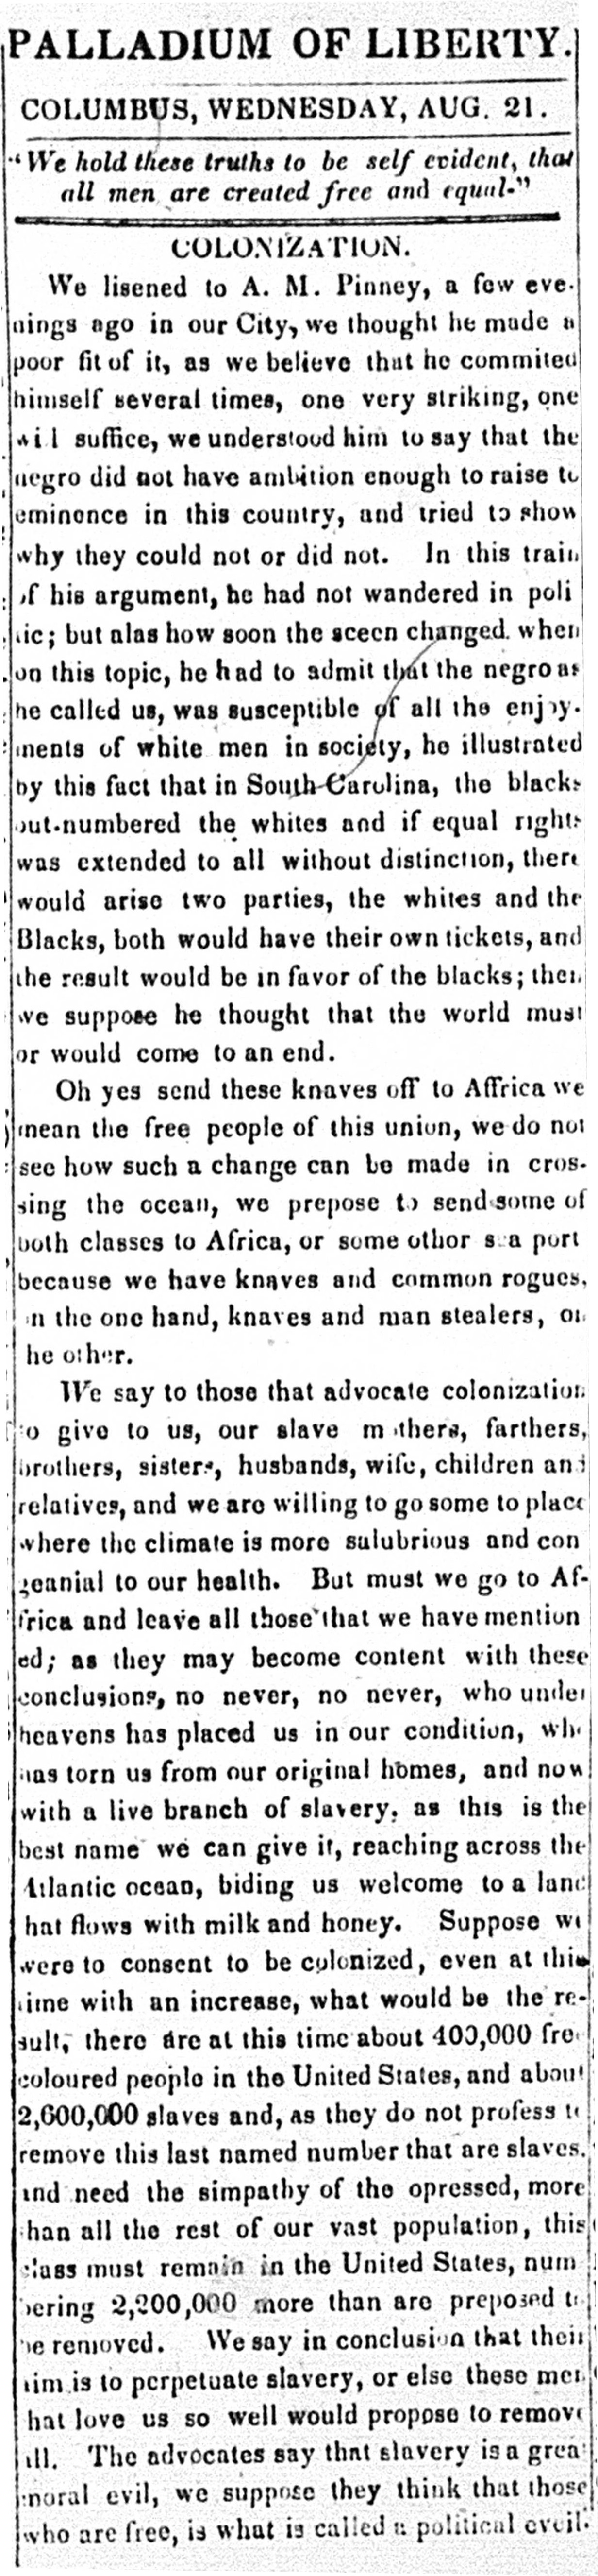 PALLADIUM OF LIBERTY.
COLUMBUS, WEDNESDAY, AUG. 21.
"We hold these truths to be self evident, that
all men are created free and equal."
COLONIZATION.
We lisened to A. M. Pinney, a few eve-
nings ago in our City, we thought he made a
poor fit of it, as we believe that he commited
himself several times, one very striking, one
will suffice, we understood him to say that the
negro did not have ambition enough to raise to
eminence in this country, and tried to show
why they could not or did not. In this train
of his argument, he had not wandered in poli
tic; but alas how soon the sceen changed. when
on this topic, he had to admit that the negro as
he called us, was susceptible of all the enjoy-
ments of white men in society, he illustrated
by this fact that in South-Carolina, the blacks
out-numbered the whites and if equal rights
was extended to all without distinction, there
would arise two parties, the whites and the
Blacks, both would have their own tickets, and
the result would be in favor of the blacks; then
we suppose he thought that the world must
or would come to an end.
Oh yes send these knaves off to Affrica we
mean the free people of this union, we do not
see how such a change can be made in cros-
sing the ocean, we prepose to send some of
both classes to Africa, or some othor sea port
because we have knaves and common rogues,
on the one hand, knaves and man stealers, on
he other.
We say to those that advocate colonization
to give to us, our slave mothers, farthers,
brothers, sisters, husbands, wife, children and
relatives, and we are willing to go some to place
where the climate is more salubrious and con
geanial to our health. But must we go to Af-
frica and leave all those that we have mention
ed; as they may become content with these
conclusions, no never, no never, who under
heavens has placed us in our condition, who
has torn us from our original homes, and now
with a live branch of slavery, as this is the
best name we can give it, reaching across the
Atlantic ocean, biding us welcome to a land
hat flows with milk and honey. Suppose we
were to consent to be colonized, even at this
time with an increase, what would be the re-
sult, there are at this time about 400,000 free
coloured people in the United States, and about
2,600,000 slaves and, as they do not profess to
remove this last named number that are slaves,
and need the simpathy of the opressed, more
than all the rest of our vast population, this
class must remain in the United States, num
bering 2,200,000 more than are preposed to
be removed. We say in conclusion that their
aim is to perpetuate slavery, or else these men
that love us so well would propose to remove
all. The advocates say that slavery is a great
moral evil, we suppose they think that those
who are free, is what is called a political eveil.